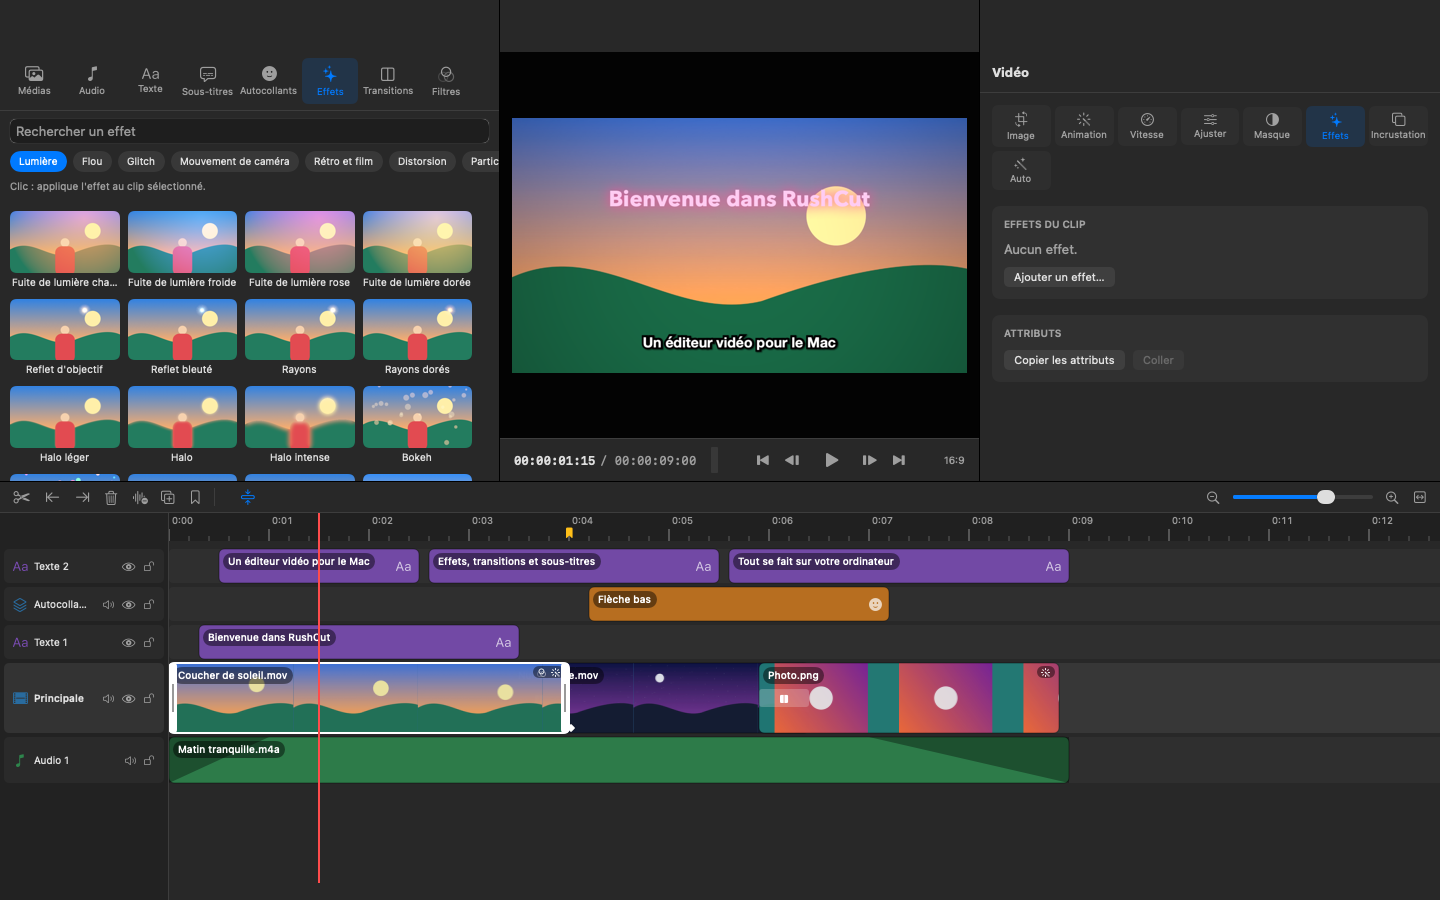 Médias
Audio
Texte
Sous-titres
Autocollants
Effets
Transitions
Filtres
Rechercher un effet
Lumière
Flou
Glitch
Mouvement de caméra
Rétro et film
Distorsion
Partic
Clic : applique l'effet au clip sélectionné.
Fuite de lumière cha...
Fuite de lumière froide
Fuite de lumière rose
Fuite de lumière dorée
Reflet d'objectif
Reflet bleuté
Rayons
Rayons dorés
Halo léger
Halo
Halo intense
Bokeh
Bienvenue dans RushCut
Un éditeur vidéo pour le Mac
00:00:01:15 / 00:00:09:00
16:9
Vidéo
Image
Animation
Vitesse
Ajuster
Masque
Effets
Incrustation
Auto
EFFETS DU CLIP
Aucun effet.
Ajouter un effet...
ATTRIBUTS
Copier les attributs
Coller
0:00
0:01
0:02
0:03
0:04
0:05
0:06
0:07
0:08
0:09
0:10
0:11
0:12
Aa Texte 2
Un éditeur vidéo pour le Mac Aa
Effets, transitions et sous-titres Aa
Tout se fait sur votre ordinateur Aa
Autocolla...
Flèche bas
Aa Texte 1
Bienvenue dans RushCut Aa
Principale
Coucher de soleil.mov
e.mov
Photo.png
Audio 1
Matin tranquille.m4a